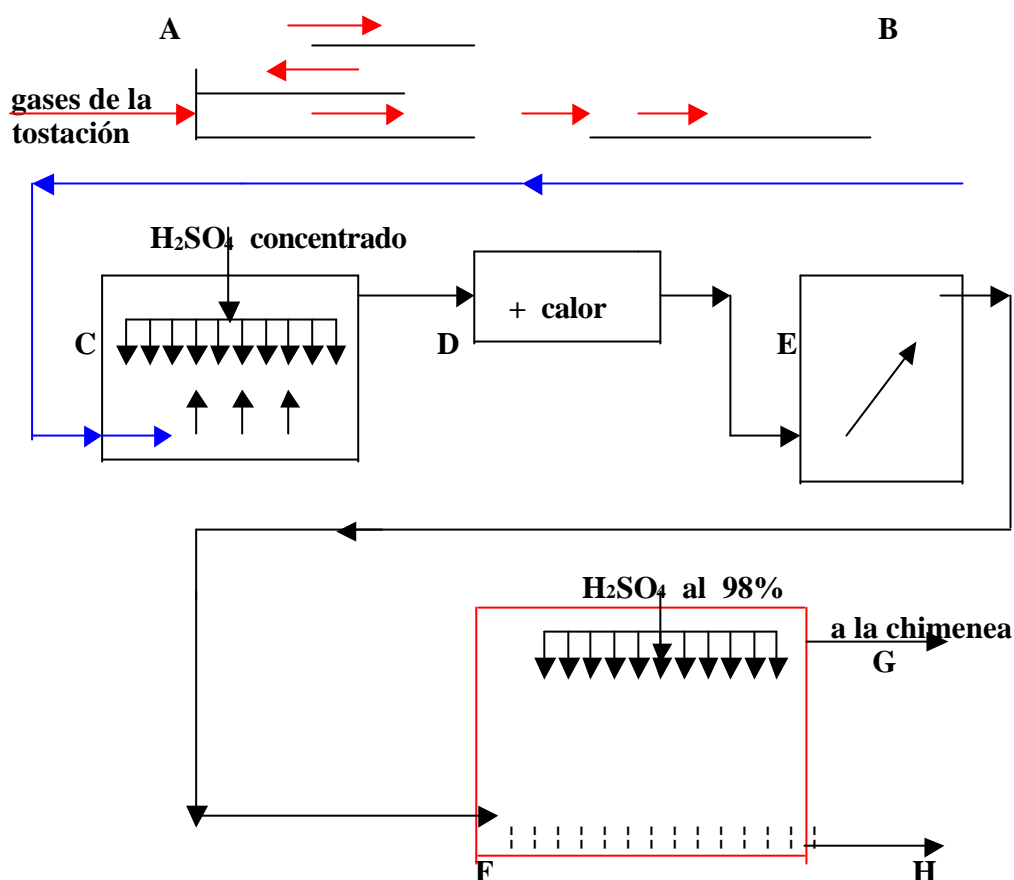 A
B
gases de la
tostación
H₂SO₄ concentrado
C
D
+ calor
E
H₂SO₄ al 98%
a la chimenea
G
F
H